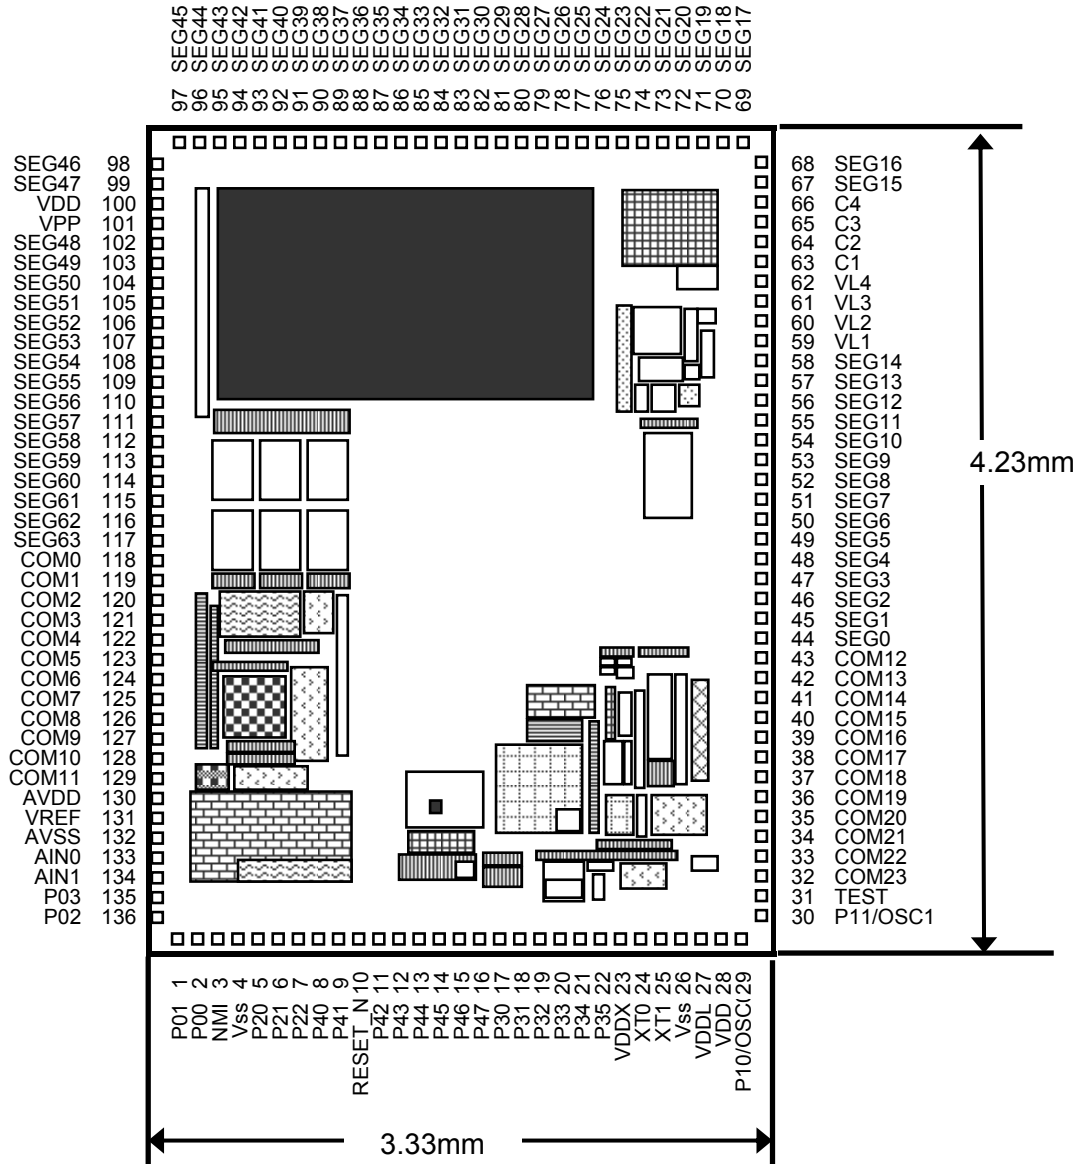 97 SEG45
96 SEG44
95 SEG43
94 SEG42
93 SEG41
92 SEG40
91 SEG39
90 SEG38
89 SEG37
88 SEG36
87 SEG35
86 SEG34
85 SEG33
84 SEG32
83 SEG31
82 SEG30
81 SEG29
80 SEG28
79 SEG27
78 SEG26
77 SEG25
76 SEG24
75 SEG23
74 SEG22
73 SEG21
72 SEG20
71 SEG19
70 SEG18
69 SEG17
SEG46 98
SEG47 99
VDD 100
VPP 101
SEG48 102
SEG49 103
SEG50 104
SEG51 105
SEG52 106
SEG53 107
SEG54 108
SEG55 109
SEG56 110
SEG57 111
SEG58 112
SEG59 113
SEG60 114
SEG61 115
SEG62 116
SEG63 117
COM0 118
COM1 119
COM2 120
COM3 121
COM4 122
COM5 123
COM6 124
COM7 125
COM8 126
COM9 127
COM10 128
COM11 129
AVDD 130
VREF 131
AVSS 132
AIN0 133
AIN1 134
P03 135
P02 136
68 SEG16
67 SEG15
66 C4
65 C3
64 C2
63 C1
62 VL4
61 VL3
60 VL2
59 VL1
58 SEG14
57 SEG13
56 SEG12
55 SEG11
54 SEG10
53 SEG9
52 SEG8
51 SEG7
50 SEG6
49 SEG5
48 SEG4
47 SEG3
46 SEG2
45 SEG1
44 SEG0
43 COM12
42 COM13
41 COM14
40 COM15
39 COM16
38 COM17
37 COM18
36 COM19
35 COM20
34 COM21
33 COM22
32 COM23
31 TEST
30 P11/OSC1
4.23mm
P01 1
P00 2
NMI 3
Vss 4
P20 5
P21 6
P22 7
P40 8
P41 9
RESET_N 10
P42 11
P43 12
P44 13
P45 14
P46 15
P47 16
P30 17
P31 18
P32 19
P33 20
P34 21
P35 22
VDDX 23
XT0 24
XT1 25
Vss 26
VDDL 27
VDD 28
P10/OSC( 29
3.33mm